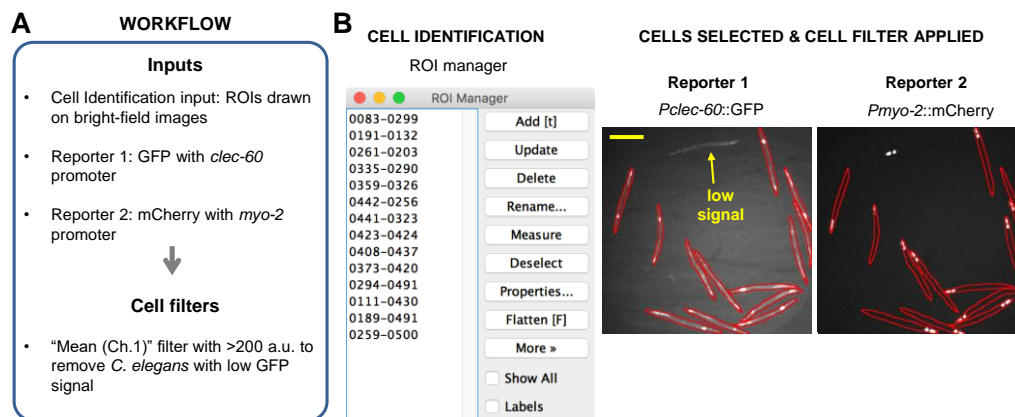 A
WORKFLOW
Inputs
• Cell Identification input: ROIs drawn
on bright-field images
• Reporter 1: GFP with clec-60
promoter
• Reporter 2: mCherry with myo-2
promoter
Cell filters
• “Mean (Ch.1)” filter with >200 a.u. to
remove C. elegans with low GFP
signal
B
CELL IDENTIFICATION
ROI manager
ROI Manager
0083-0299
0191-0132
0261-0203
0335-0290
0359-0326
0442-0256
0441-0323
0423-0424
0408-0437
0373-0420
0294-0491
0111-0430
0189-0491
0259-0500
Add [t]
Update
Delete
Rename...
Measure
Deselect
Properties...
Flatten [F]
More »
Show All
Labels
CELLS SELECTED & CELL FILTER APPLIED
Reporter 1
Pclec-60::GFP
low
signal
Reporter 2
Pmyo-2::mCherry